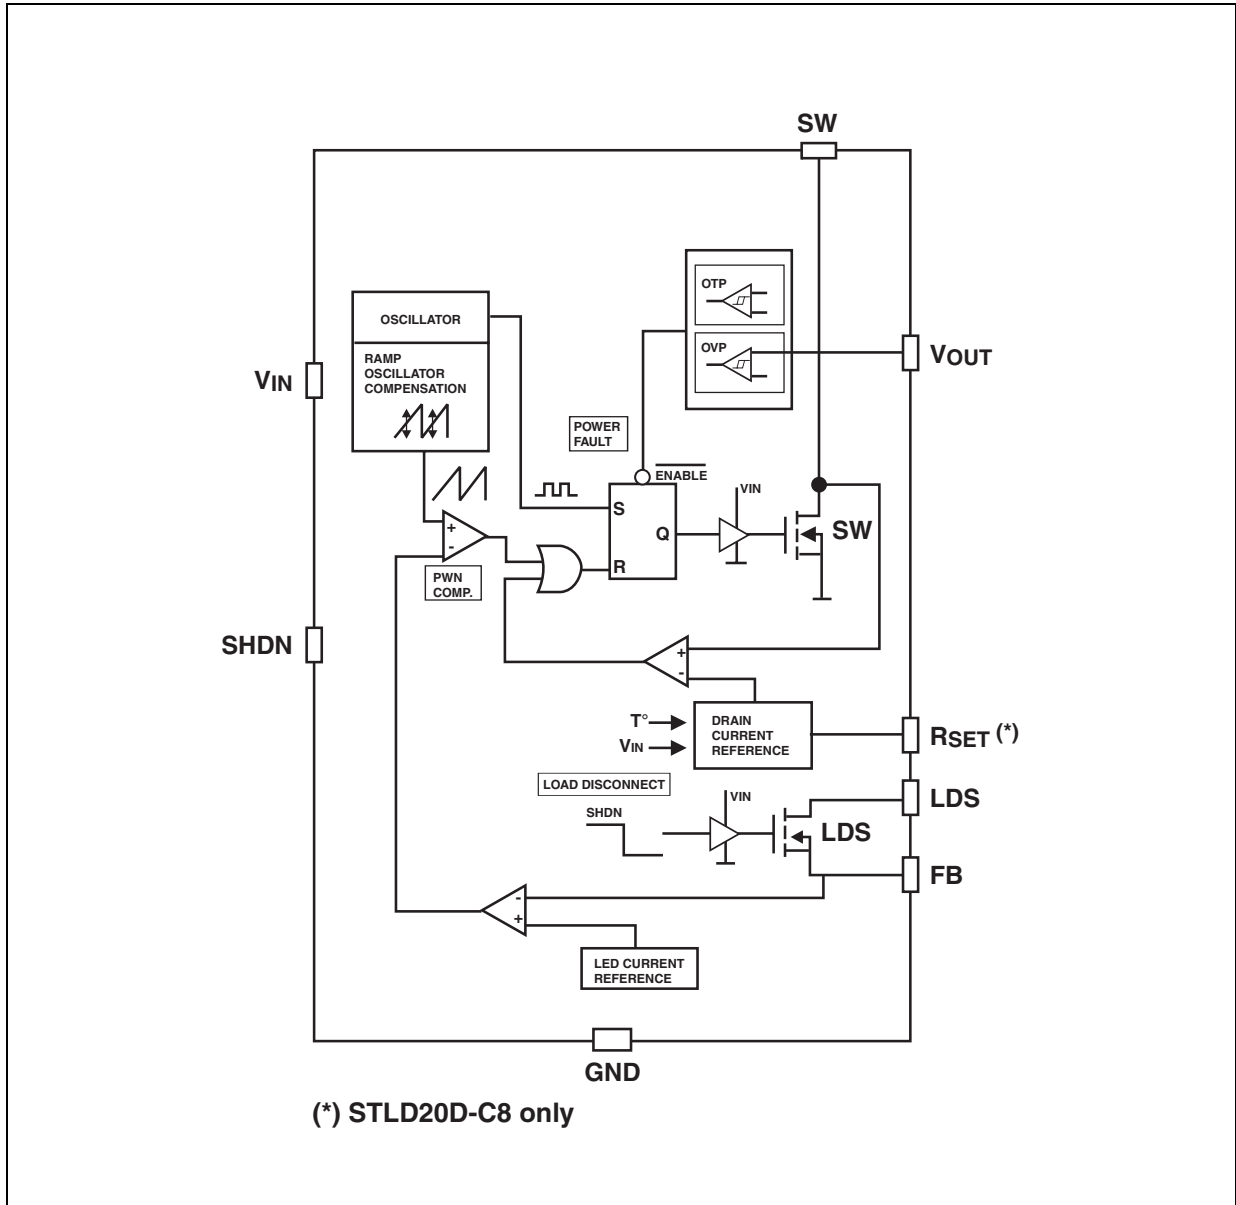 SW
OTP
OSCILLATOR
OVP
VOUT
RAMP
OSCILLATOR
COMPENSATION
VIN
POWER
FAULT
ENABLE
VIN
S
Q
SW
+
-
R
PWN
COMP.
SHDN
+
-
T°
DRAIN
CURRENT
REFERENCE
VIN
RSET (*)
LOAD DISCONNECT
VIN
LDS
SHDN
LDS
FB
-
+
LED CURRENT
REFERENCE
GND
(*) STLD20D-C8 only